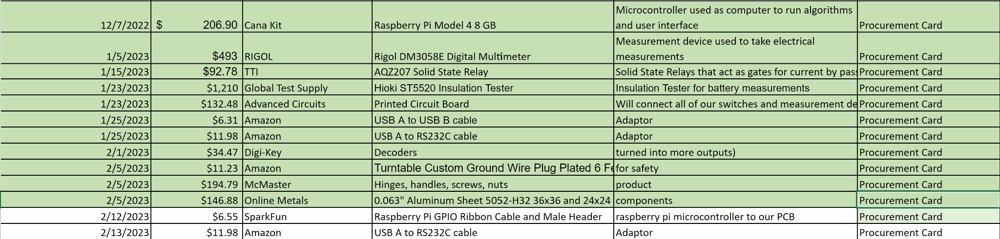 Microcontroller used as computer to run algorithms
12/7/2022 $ 206.90 Cana Kit Raspberry Pi Model 4 8 GB and user interface Procurement Card
Measurement device used to take electrical
1/5/2023 $493 RIGOL Rigol DM3058E Digital Multimeter measurements Procurement Card
1/15/2023 $92.78 TTI AQZ207 Solid State Relay Solid State Relays that act as gates for current by pass Procurement Card
1/23/2023 $1,210 Global Test Supply Hioki ST5520 Insulation Tester Insulation Tester for battery measurements Procurement Card
1/23/2023 $132.48 Advanced Circuits Printed Circuit Board Will connect all of our switches and measurement de Procurement Card
1/25/2023 $6.31 Amazon USB A to USB B cable Adaptor Procurement Card
1/25/2023 $11.98 Amazon USB A to RS232C cable Adaptor Procurement Card
2/1/2023 $34.47 Digi-Key Decoders turned into more outputs) Procurement Card
2/5/2023 $11.23 Amazon Turntable Custom Ground Wire Plug Plated 6 Fe for safety Procurement Card
2/5/2023 $194.79 McMaster Hinges, handles, screws, nuts product Procurement Card
2/5/2023 $146.88 Online Metals 0.063" Aluminum Sheet 5052-H32 36x36 and 24x24 components Procurement Card
2/12/2023 $6.55 SparkFun Raspberry Pi GPIO Ribbon Cable and Male Header raspberry pi microcontroller to our PCB Procurement Card
2/13/2023 $11.98 Amazon USB A to RS232C cable Adaptor Procurement Card